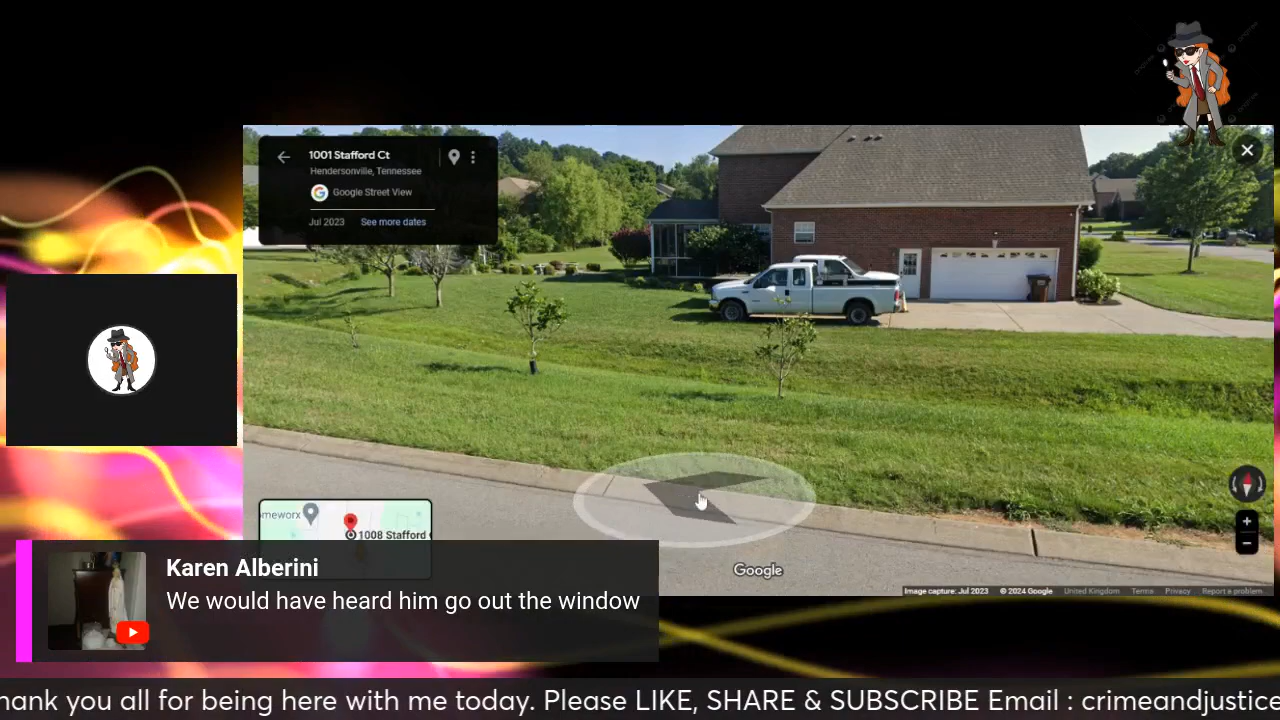 1001 Stafford Ct
Hendersonville, Tennessee
Google Street View
Jul 2023 See more dates
meworx
1008 Stafford
Google
Image capture: Jul 2023 © 2024 Google United Kingdom Terms Privacy Report a problem
Karen Alberini
We would have heard him go out the window
hank you all for being here with me today. Please LIKE, SHARE & SUBSCRIBE Email : crimeandjustice